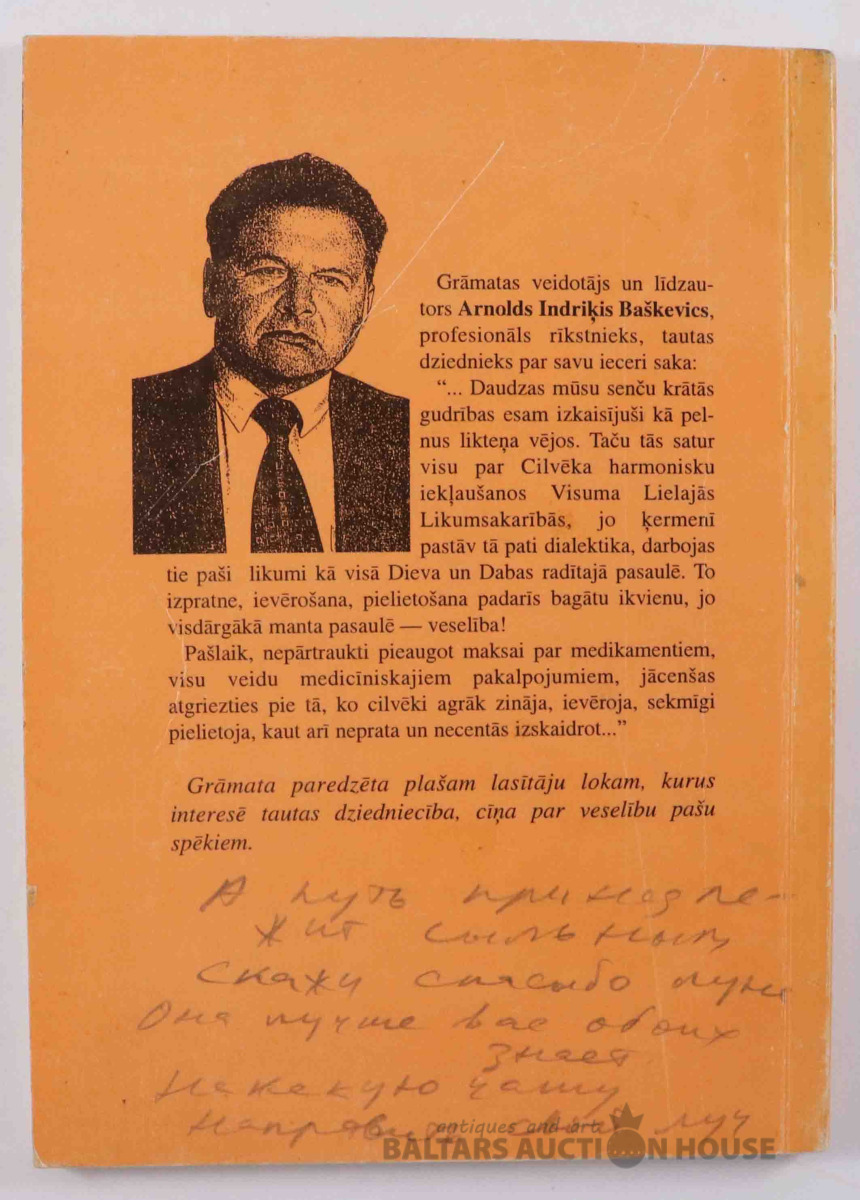 Grāmatas veidotājs un līdzau-
tors Arnolds Indriķis Baškevics,
profesionāls rīkstnieks, tautas
dziednieks par savu ieceri saka:
“... Daudzas mūsu senču krātās
gudrības esam izkaisījuši kā pel-
nus likteņa vējos. Taču tās satur
visu par Cilvēka harmonisku
iekļaušanos Visuma Lielajās
Likumsakarībās, jo ķermenī
pastāv tā pati dialektika, darbojas
tie paši likumi kā visā Dieva un Dabas radītajā pasaulē. To
izpratne, ievērošana, pielietošana padarīs bagātu ikvienu, jo
visdārgākā manta pasaulē — veselība!
Pašlaik, nepārtraukti pieaugot maksai par medikamentiem,
visu veidu medicīniskajiem pakalpojumiem, jācenšas
atgriezties pie tā, ko cilvēki agrāk zināja, ievēroja, sekmīgi
pielietoja, kaut arī neprata un necentās izskaidrot...”
Grāmata paredzēta plašam lasītāju lokam, kurus
interesē tautas dziedniecība, cīņa par veselību pašu
spēkiem.
А путь принадле-
жит
Скажи спасибо луне
Она лучше вас обоих
знает
На какую чашу
луч
antiques and art
BALTARS AUCTION HOUSE